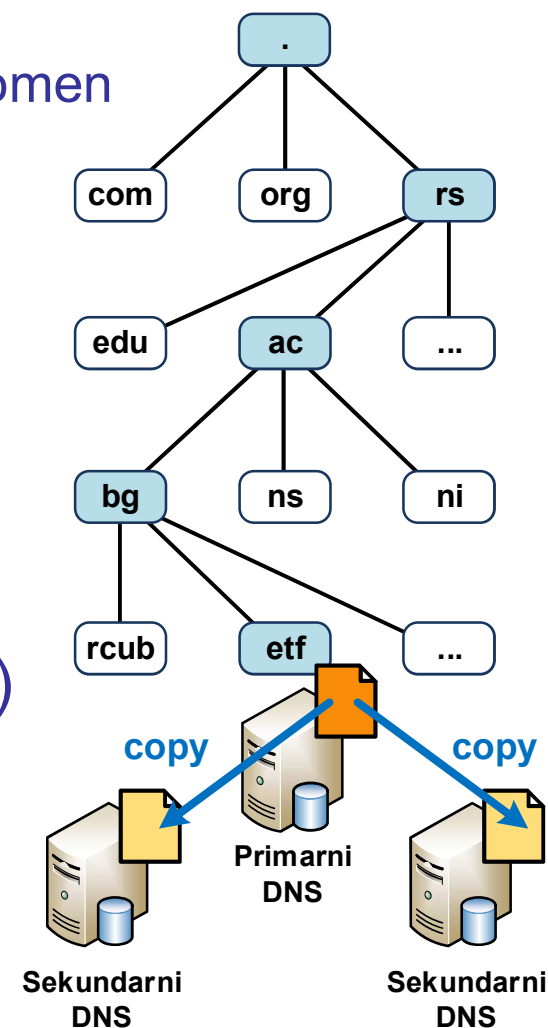 .
omen
com org rs
edu ac ...
bg ns ni
rcub etf ...
)
copy copy
Primarni
DNS
Sekundarni Sekundarni
DNS DNS